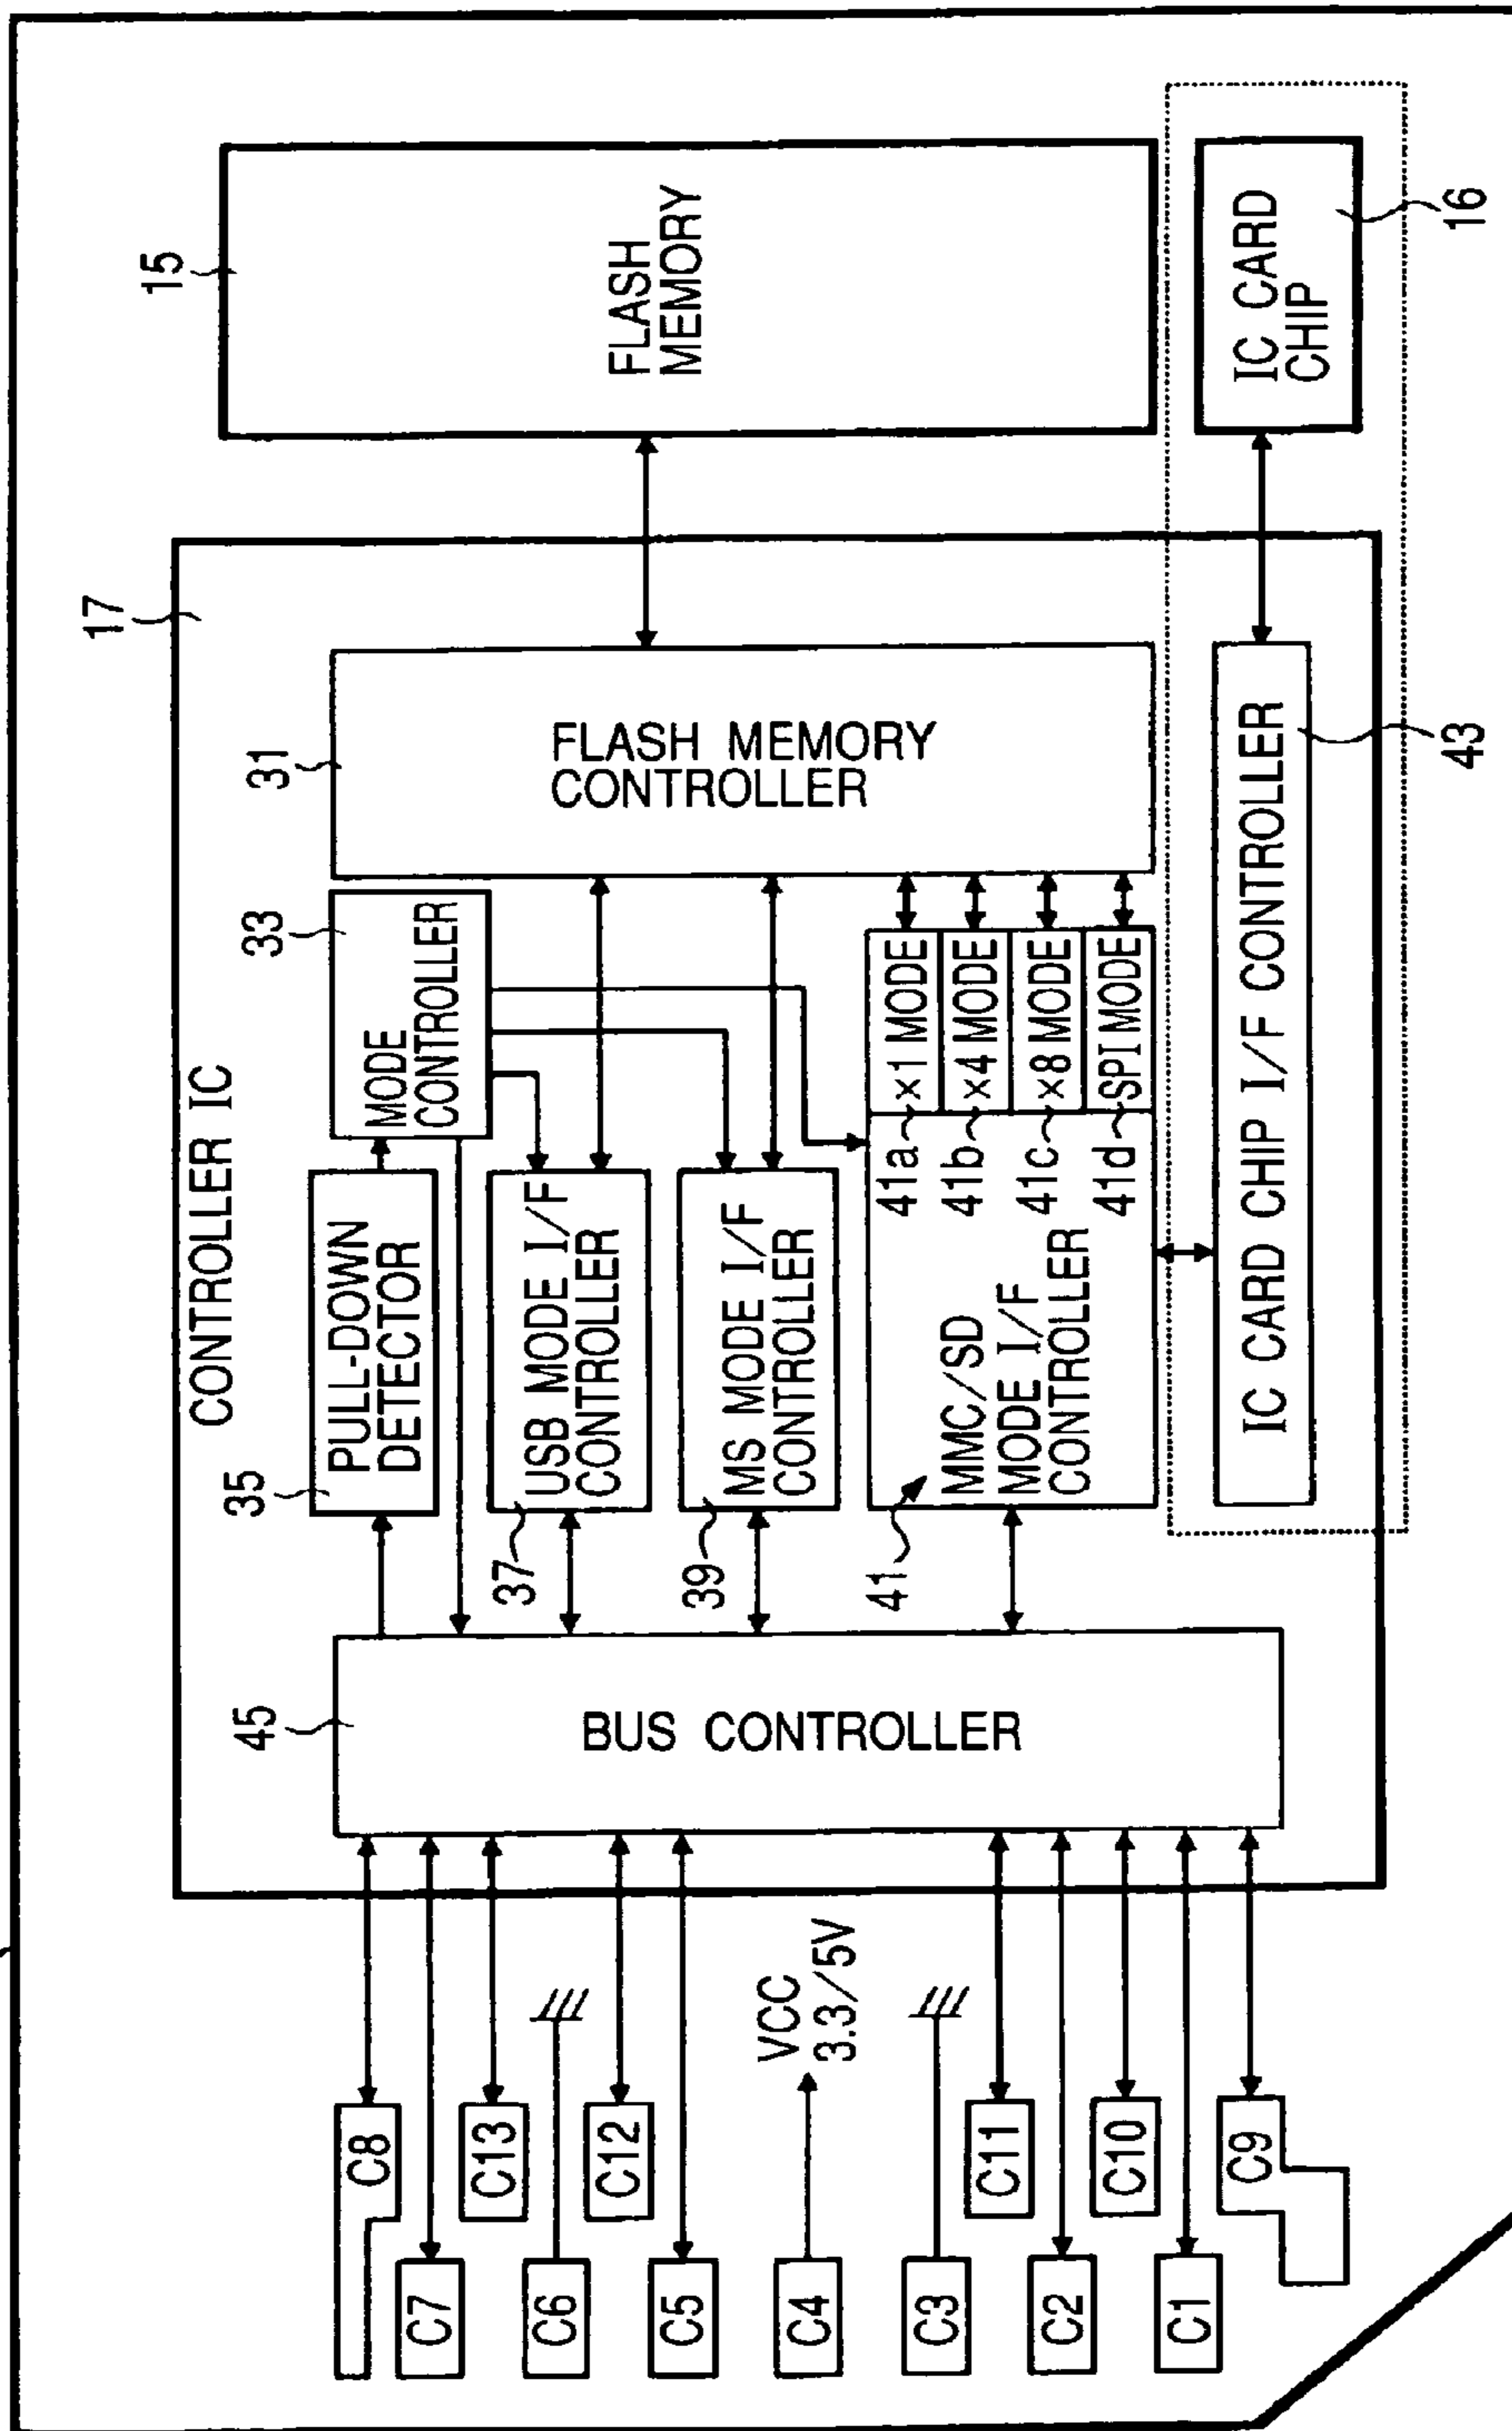 CONTROLLER IC
17
15
FLASH
MEMORY
16
IC CARD
CHIP
31
FLASH MEMORY
CONTROLLER
33
MODE
CONTROLLER
35
PULL-DOWN
DETECTOR
37
USB MODE I/F
CONTROLLER
39
MS MODE I/F
CONTROLLER
41
MMC/SD
MODE I/F
CONTROLLER
41a
×1 MODE
41b
×4 MODE
41c
×8 MODE
41d
SPI MODE
IC CARD CHIP I/F CONTROLLER
43
45
BUS CONTROLLER
C8
C7
C13
C6
C12
C5
C4
VCC
3.3/5V
C3
C11
C2
C10
C1
C9